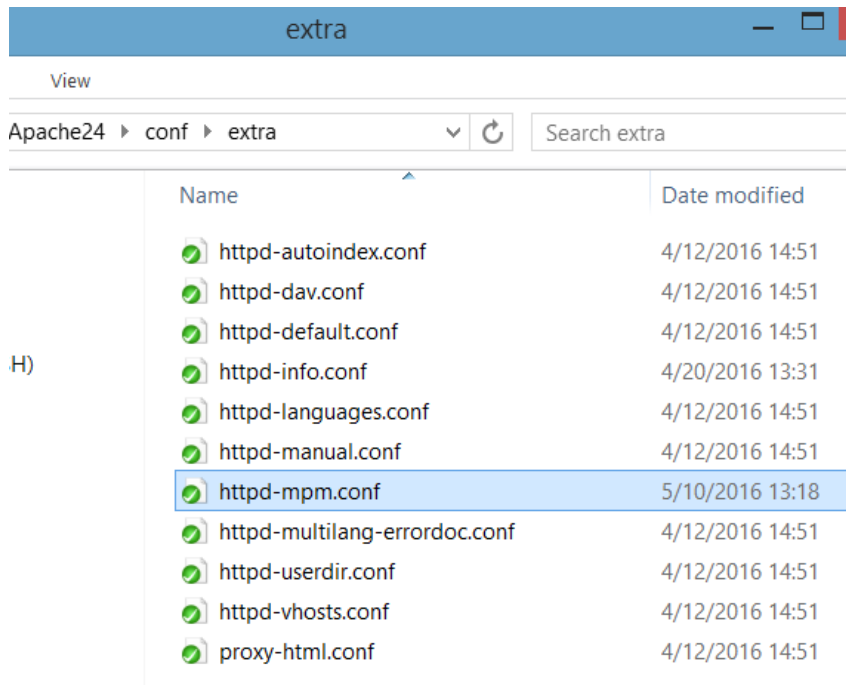 extra
View
Apache24 conf extra Search extra
Name Date modified
httpd-autoindex.conf 4/12/2016 14:51
httpd-dav.conf 4/12/2016 14:51
httpd-default.conf 4/12/2016 14:51
H)
httpd-info.conf 4/20/2016 13:31
httpd-languages.conf 4/12/2016 14:51
httpd-manual.conf 4/12/2016 14:51
httpd-mpm.conf 5/10/2016 13:18
httpd-multilang-errordoc.conf 4/12/2016 14:51
httpd-userdir.conf 4/12/2016 14:51
httpd-vhosts.conf 4/12/2016 14:51
proxy-html.conf 4/12/2016 14:51